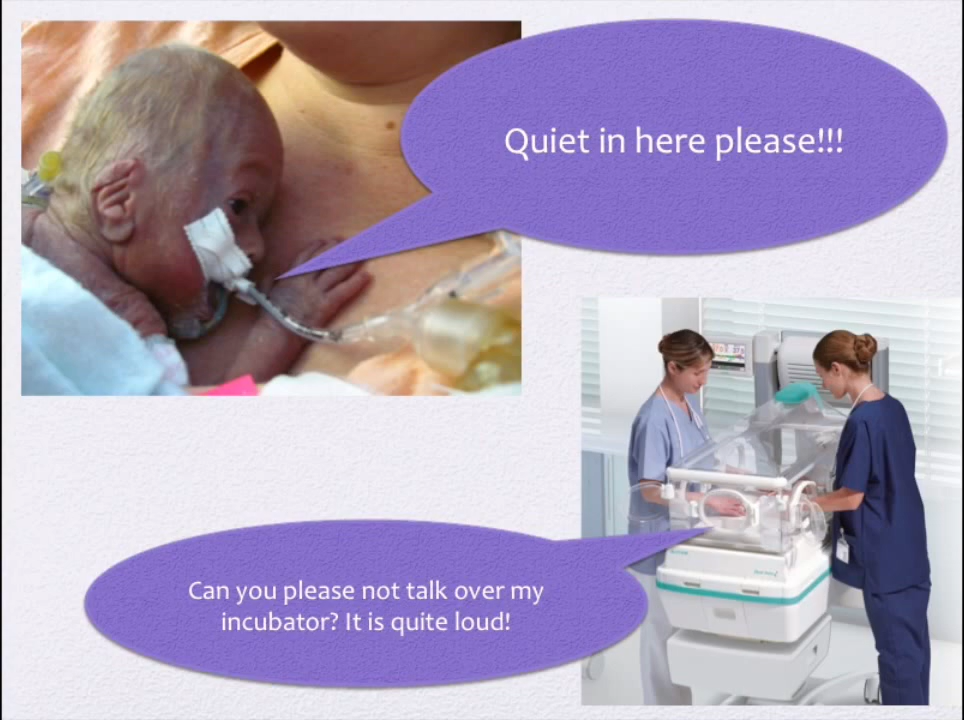 Quiet in here please!!!
Can you please not talk over my
incubator? It is quite loud!